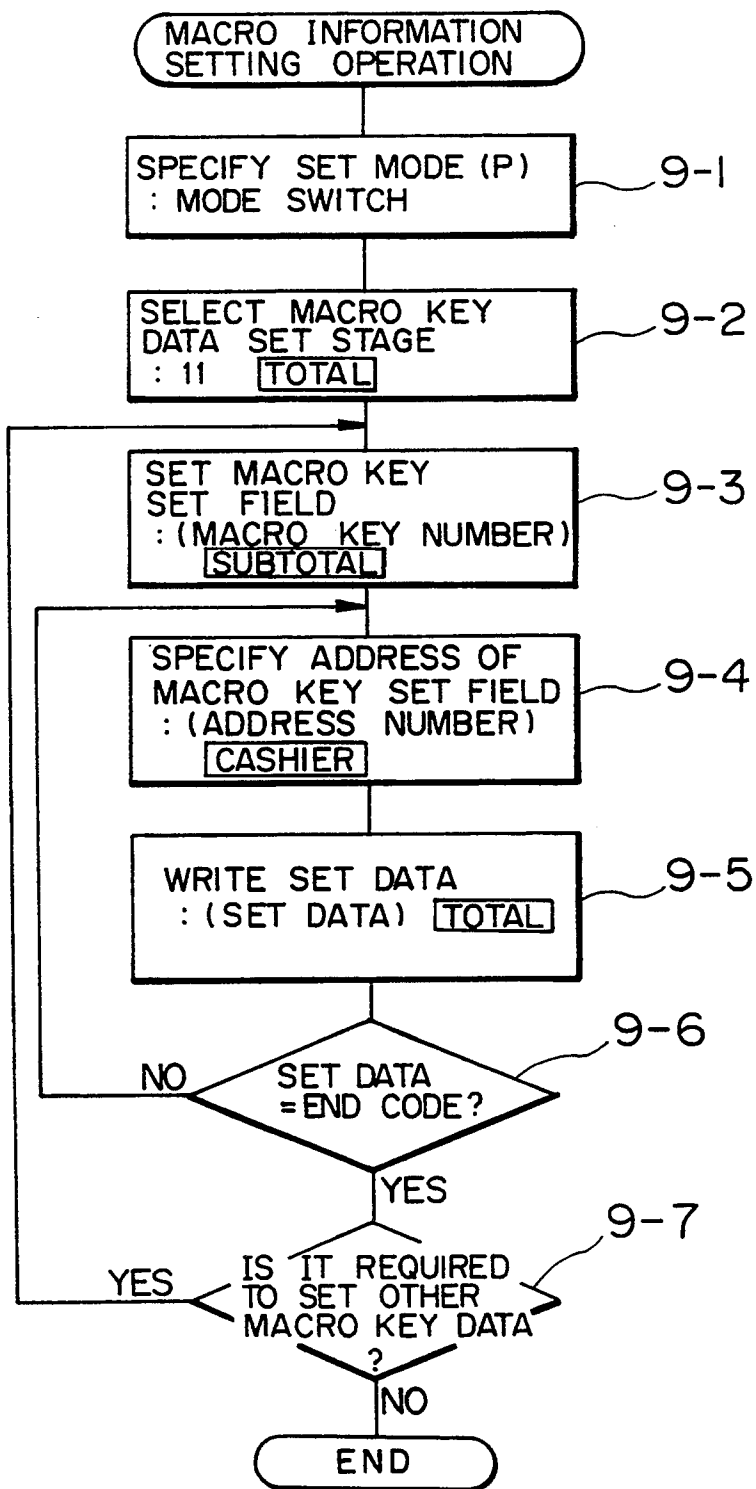 MACRO INFORMATION
SETTING OPERATION
SPECIFY SET MODE (P)
: MODE SWITCH
9-1
SELECT MACRO KEY
DATA SET STAGE
: 11 TOTAL
9-2
SET MACRO KEY
SET FIELD
: (MACRO KEY NUMBER)
SUBTOTAL
9-3
SPECIFY ADDRESS OF
MACRO KEY SET FIELD
: (ADDRESS NUMBER)
CASHIER
9-4
WRITE SET DATA
: (SET DATA) TOTAL
9-5
SET DATA
=END CODE?
9-6
NO
YES
IS IT REQUIRED
TO SET OTHER
MACRO KEY DATA
?
9-7
YES
NO
END